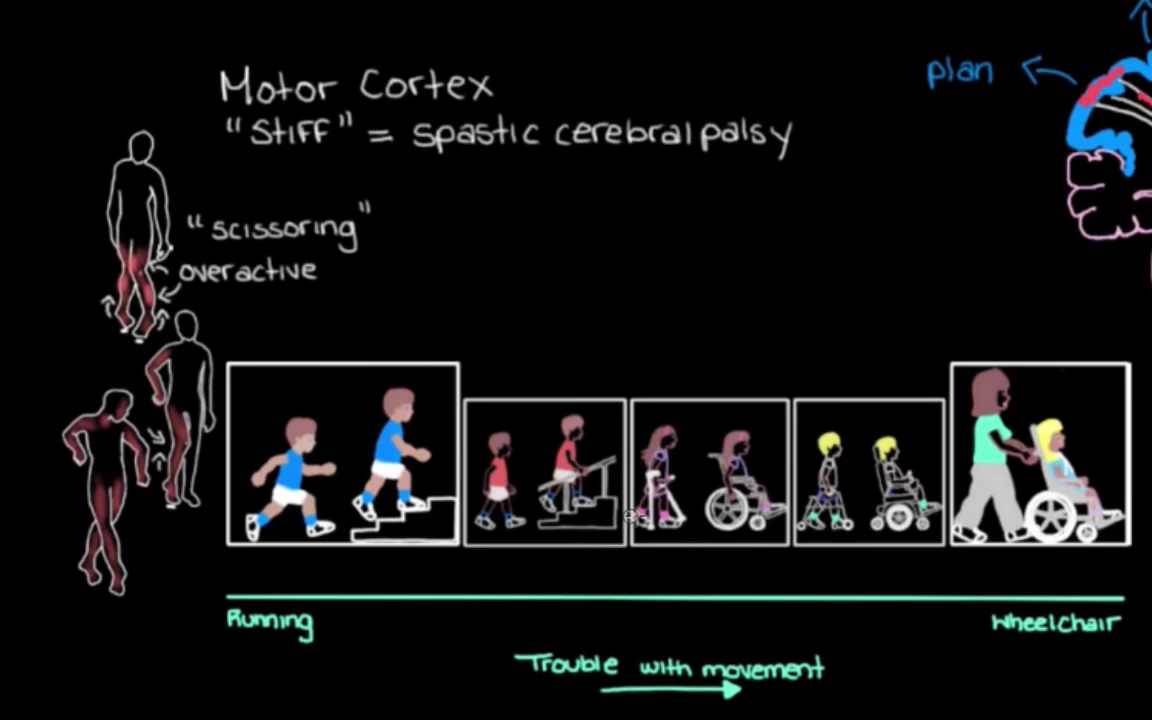 Motor Cortex
"Stiff" = spastic cerebral palsy
plan
"scissoring"
overactive
Running
Wheelchair
Trouble with movement